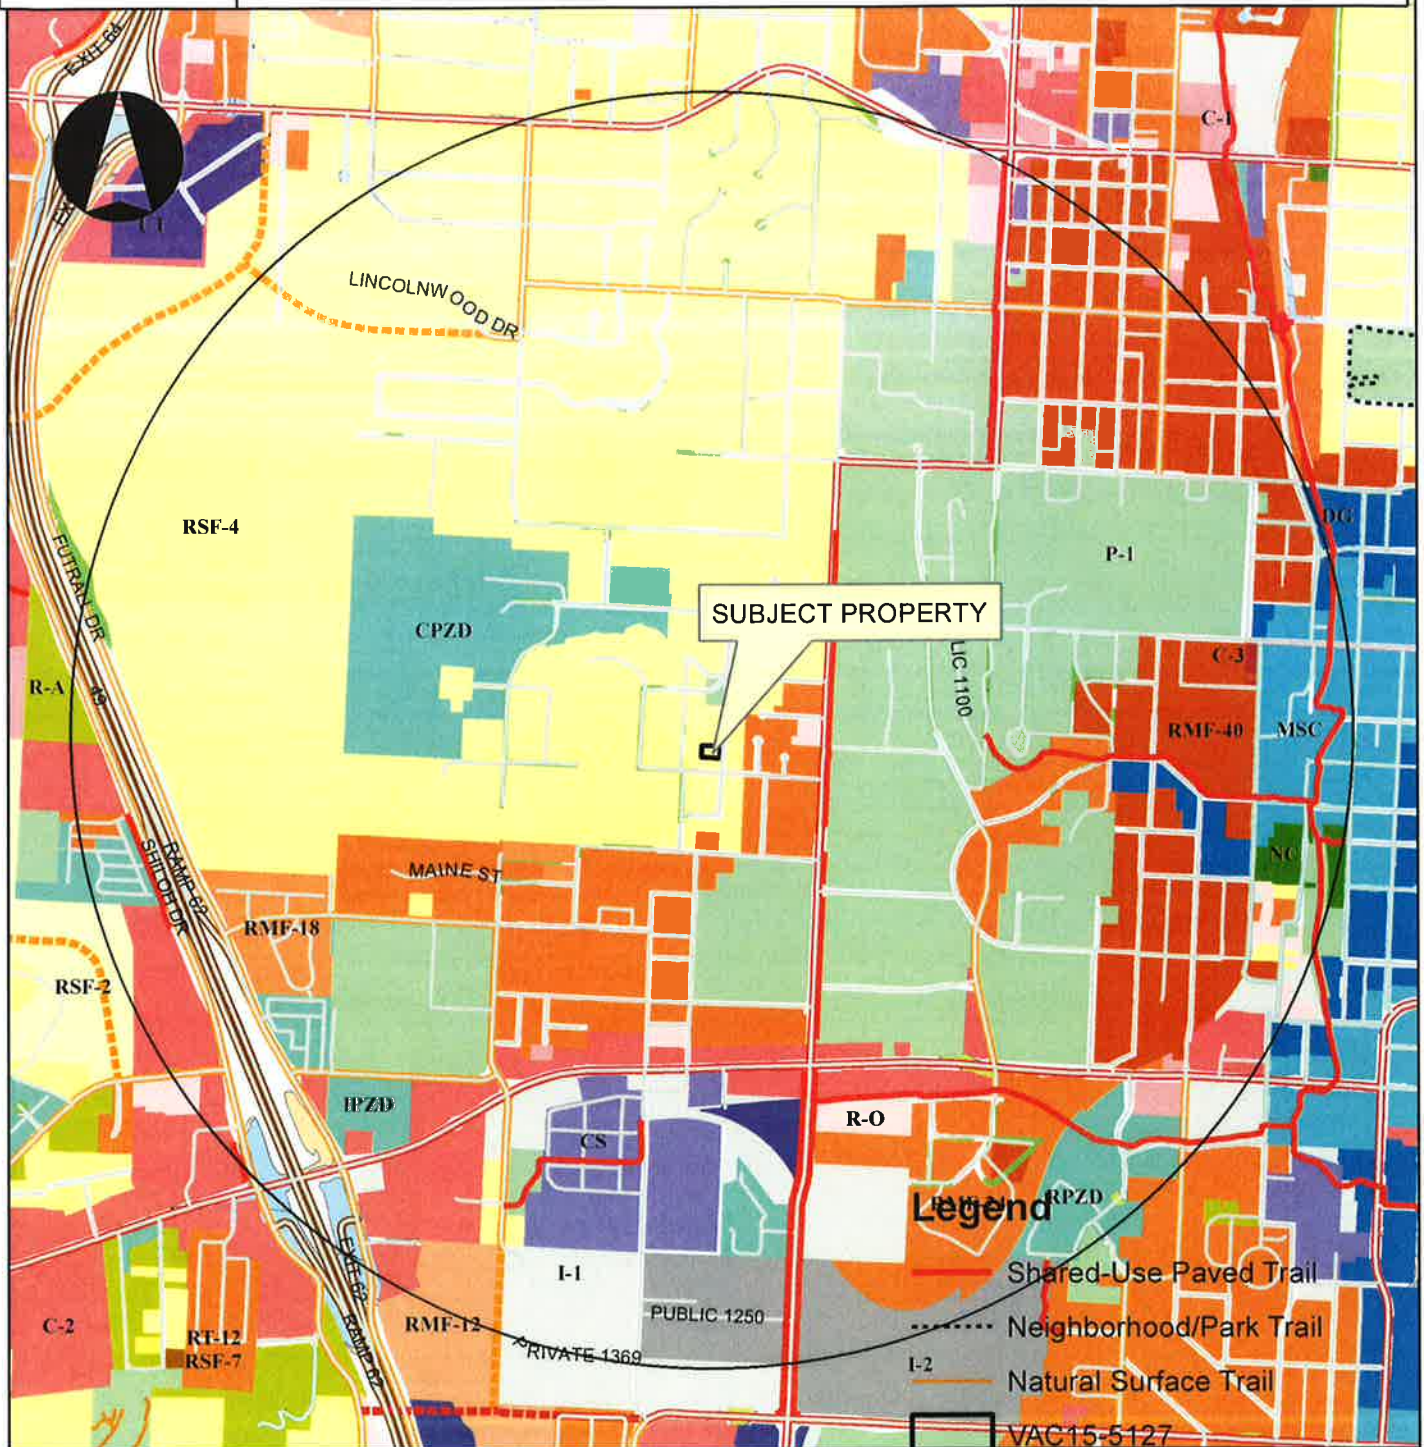 EXIT 64
C-1
LINCOLNWOOD DR
RSF-4
DG
P-1
FUTRALL DR
CPZD
SUBJECT PROPERTY
C-3
R-A
49
LIC 1100
RMF-40
MSC
NC
MAINE ST
RAMP 62
SHILOH DR
RMF-18
RSF-2
IPZD
R-O
CS
RPZD
Legend
I-1
Shared-Use Paved Trail
EXIT 62
PUBLIC 1250
C-2
RMF-12
Neighborhood/Park Trail
RT-12
RAMP 62
PRIVATE 1369
RSF-7
I-2
Natural Surface Trail
VAC15-5127